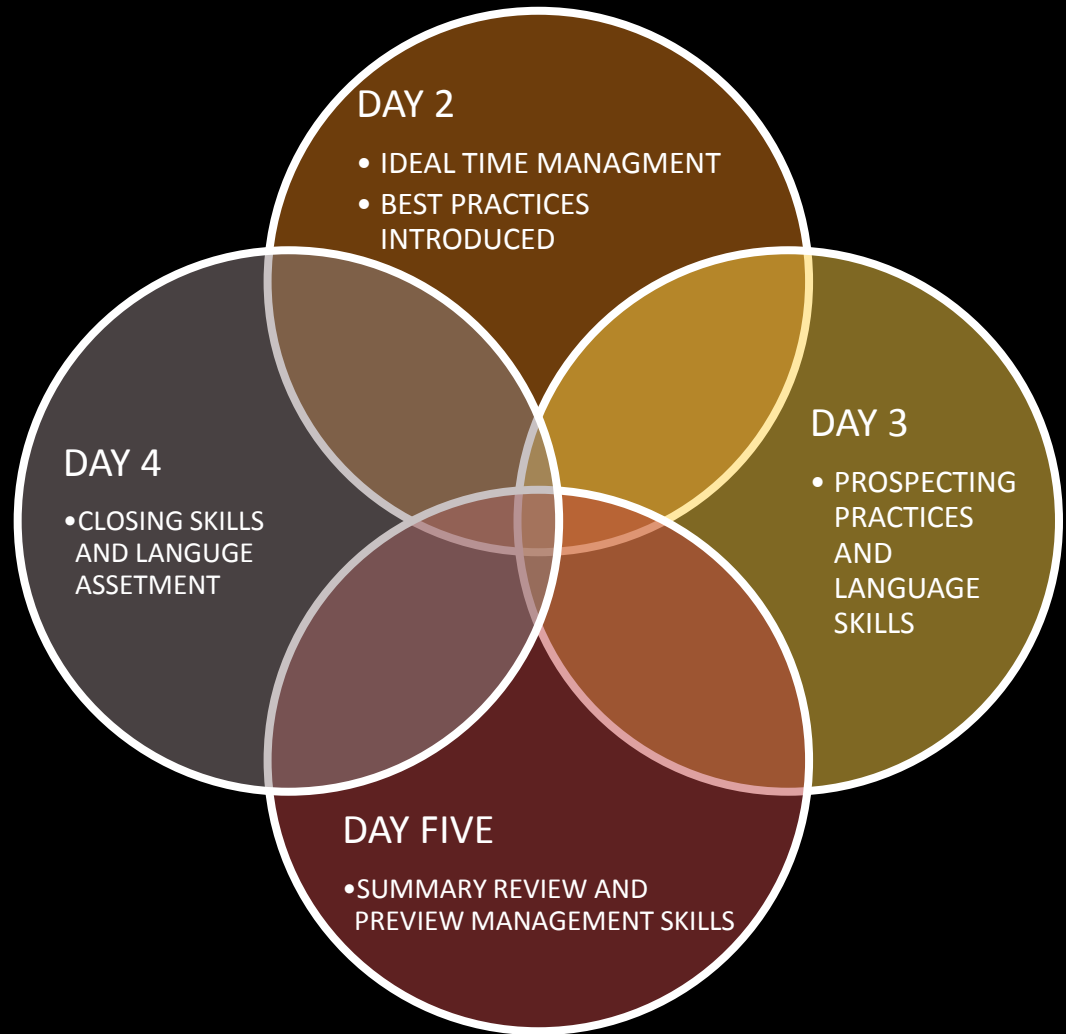 DAY 2
• IDEAL TIME MANAGMENT
• BEST PRACTICES
INTRODUCED
DAY 3
• PROSPECTING
PRACTICES
AND
LANGUAGE
SKILLS
DAY 4
•CLOSING SKILLS
AND LANGUGE
ASSETMENT
DAY FIVE
•SUMMARY REVIEW AND
PREVIEW MANAGEMENT SKILLS